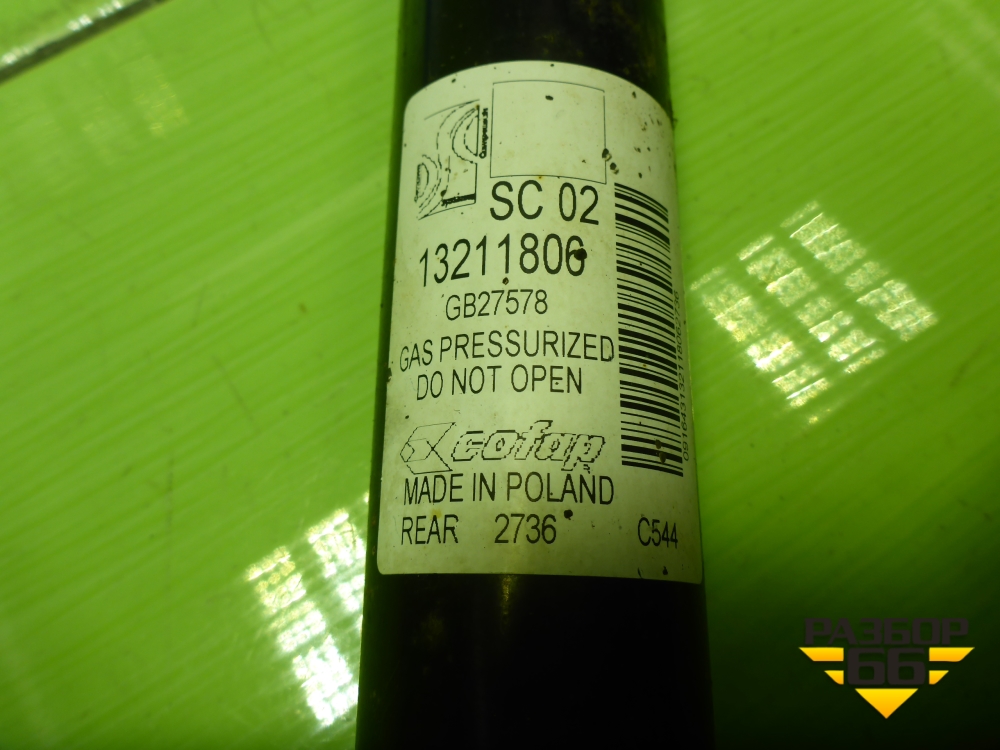 SC 02
13211806
GB27578
GAS PRESSURIZED
DO NOT OPEN
cofap
MADE IN POLAND
REAR 2736 C544
РАЗБОР
66